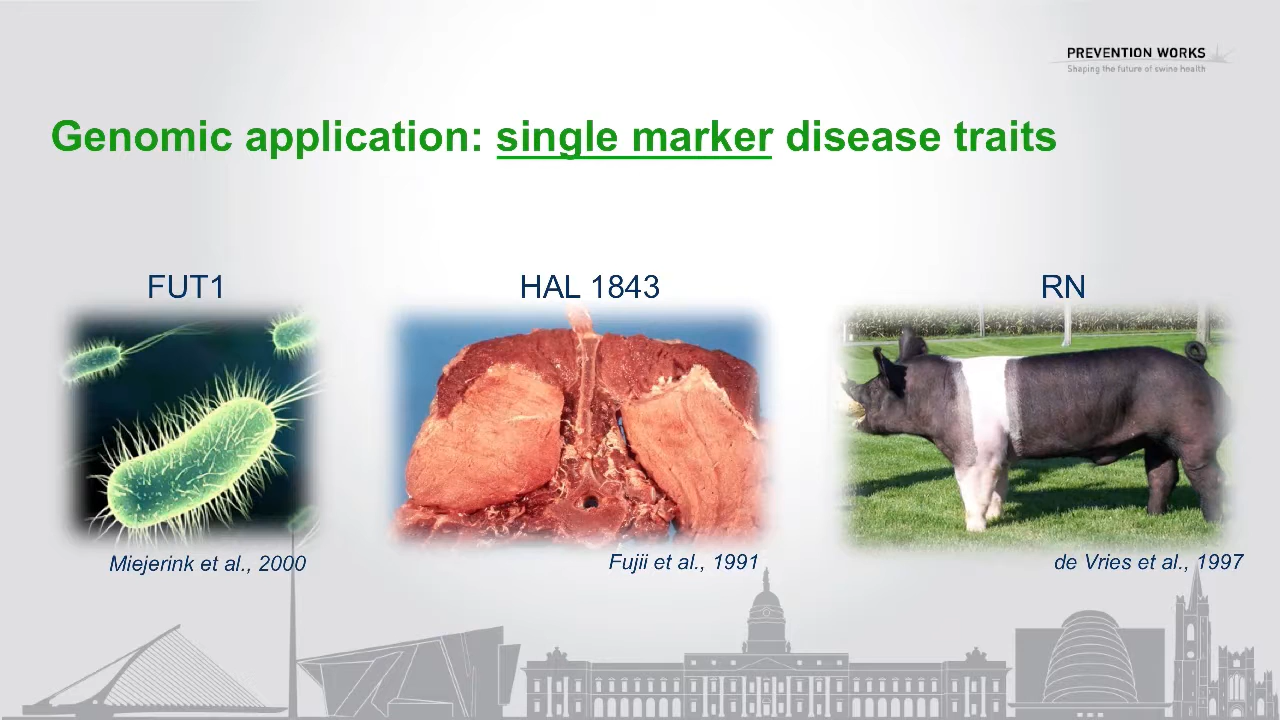 PREVENTION WORKS
Shaping the future of swine health
Genomic application: single marker disease traits
FUT1
HAL 1843
RN
Miejerink et al., 2000
Fujii et al., 1991
de Vries et al., 1997